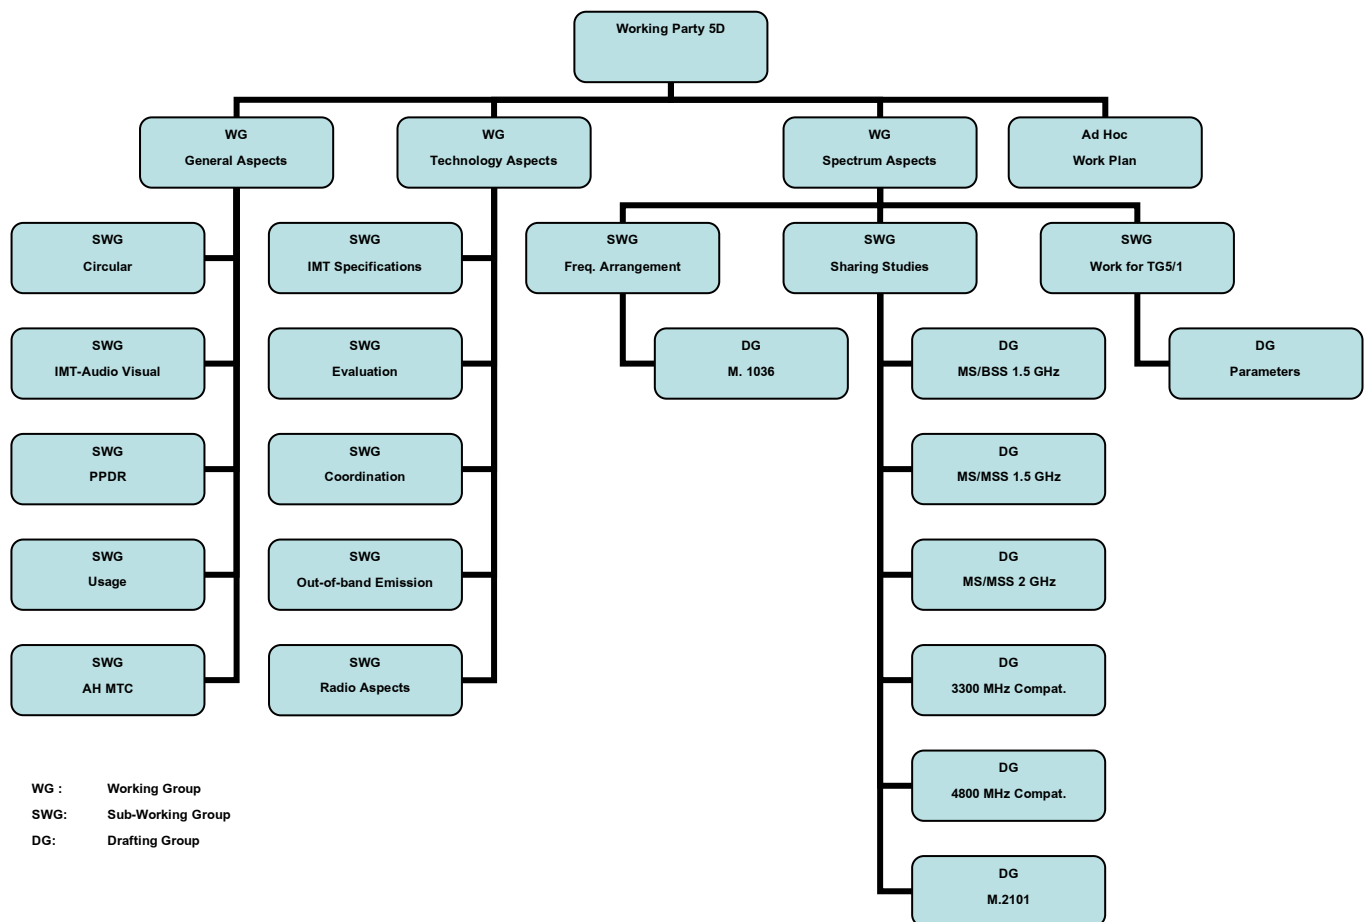 Working Party 5D
WG
General Aspects
WG
Technology Aspects
WG
Spectrum Aspects
Ad Hoc
Work Plan
SWG
Circular
SWG
IMT-Audio Visual
SWG
PPDR
SWG
Usage
SWG
AH MTC
SWG
IMT Specifications
SWG
Evaluation
SWG
Coordination
SWG
Out-of-band Emission
SWG
Radio Aspects
SWG
Freq. Arrangement
DG
M. 1036
SWG
Sharing Studies
DG
MS/BSS 1.5 GHz
DG
MS/MSS 1.5 GHz
DG
MS/MSS 2 GHz
DG
3300 MHz Compat.
DG
4800 MHz Compat.
DG
M.2101
SWG
Work for TG5/1
DG
Parameters
WG : Working Group
SWG: Sub-Working Group
DG: Drafting Group